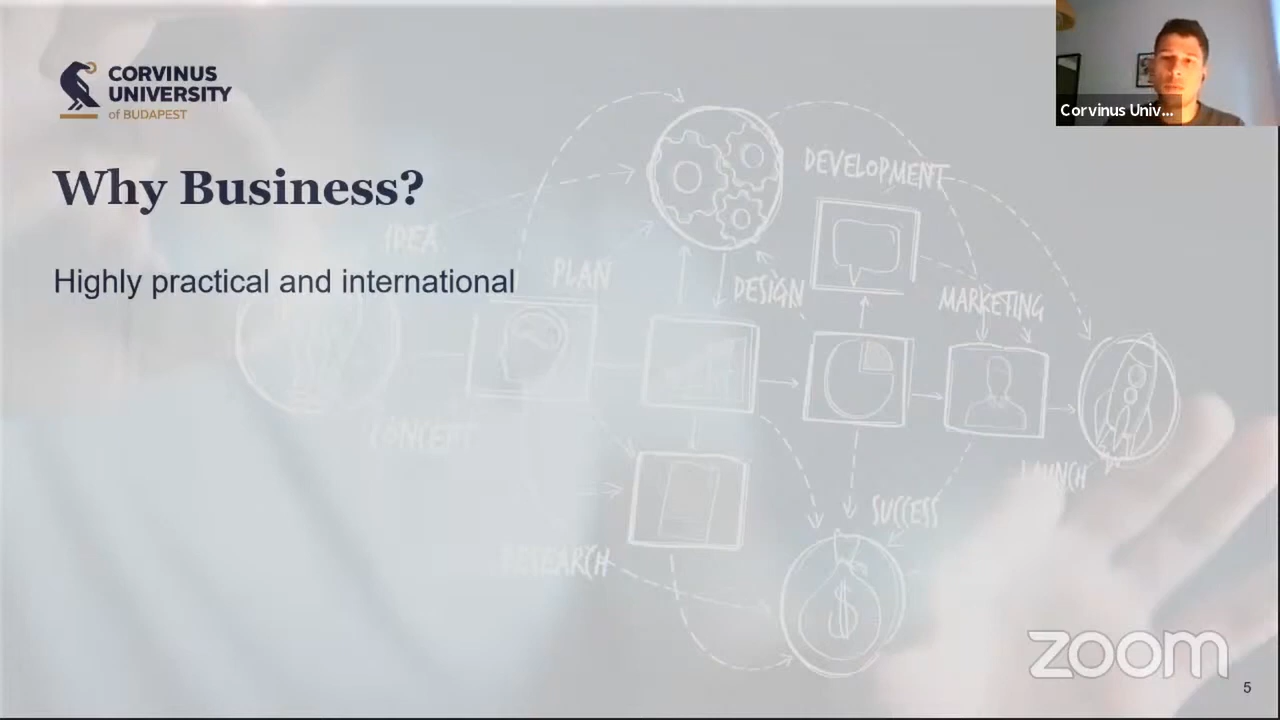 CORVINUS
UNIVERSITY
of BUDAPEST
Corvinus Univ...
Why Business?
Highly practical and international
IDEA
PLAN
DEVELOPMENT
DESIGN
MARKETING
CONCEPT
LAUNCH
SUCCESS
RESEARCH
$
zoom
5